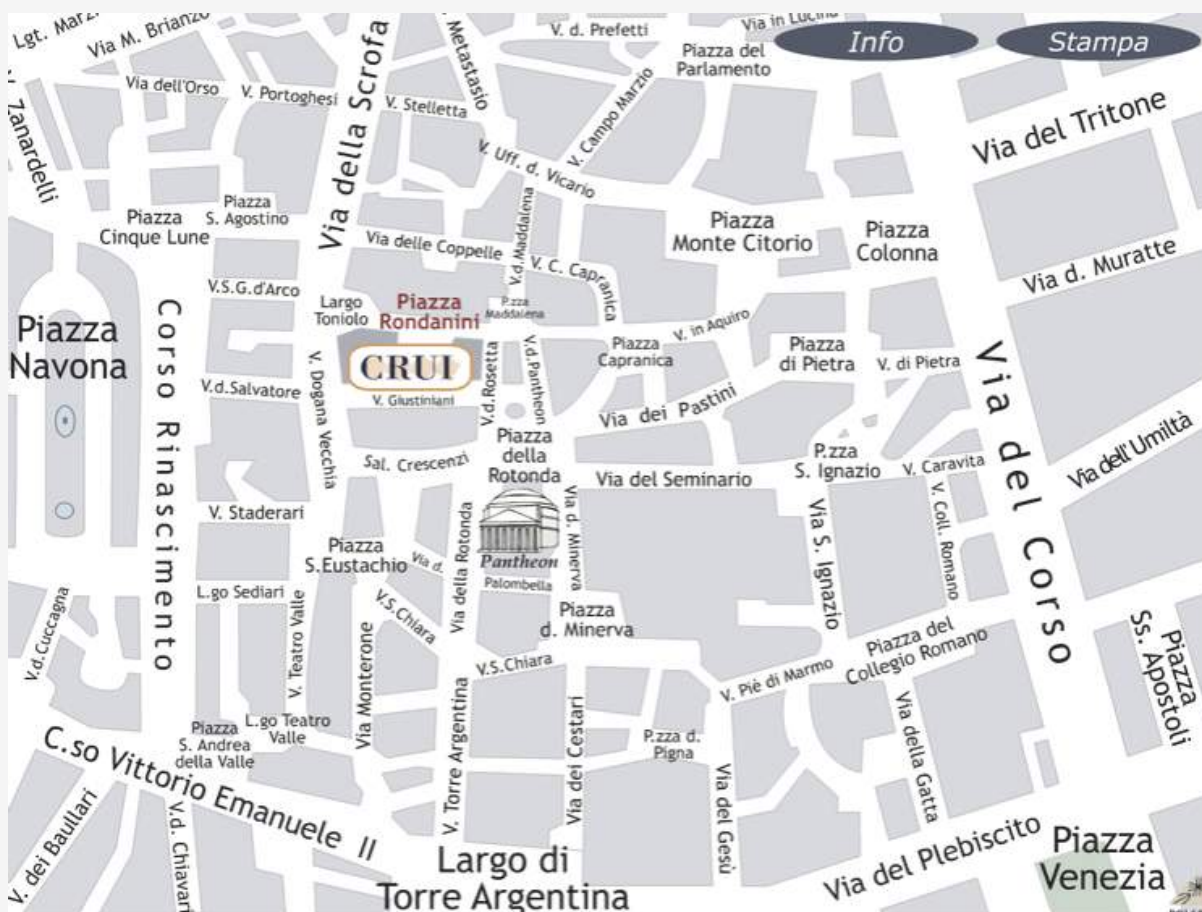 Lgt. Marz
Via M. Brianzo
V. d. Prefetti
Via in Lucina
Info
Stampa
Metastasio
Piazza del
Parlamento
Via dell'Orso
V. Portoghesi
Via della Scrofa
V. Stelletta
V. Campo Marzio
Via del Tritone
Zanardelli
V. Uff. d. Vicario
Piazza
S. Agostino
Piazza
Cinque Lune
Via delle Coppelle
V.d.Maddalena
Piazza
Monte Citorio
Piazza
Colonna
V. C. Capranica
Via d. Muratte
V.S.G.d'Arco
Largo
Toniolo
Piazza
Rondanini
P.zza
Maddalena
Piazza
Navona
Corso Rinascimento
CRUI
V.d.Rosetta
V.d.Pantheon
Piazza
Capranica
V. in Aquiro
Piazza
di Pietra
V. di Pietra
Via del Corso
V.d.Salvatore
V. Dogana Vecchia
V. Giustiniani
Via dei Pastini
Piazza
della
Rotonda
Sal. Crescenzi
Via del Seminario
P.zza
S. Ignazio
V. Caravita
Via dell'Umiltà
V. Staderari
Via della Rotonda
Via d. Minerva
Via S. Ignazio
V. Coll. Romano
Piazza
S.Eustachio
Via d.
Pantheon
Palombella
L.go Sediari
V.S.Chiara
Piazza
d. Minerva
V.d.Cuccagna
V. Teatro Valle
Via Monterone
V.S.Chiara
Piazza del
Collegio Romano
V. Piè di Marmo
Piazza
Ss. Apostoli
C.so Vittorio Emanuele II
Piazza
S. Andrea
della Valle
L.go Teatro
Valle
V. Torre Argentina
Via dei Cestari
P.zza d.
Pigna
Via del Gesù
Via della Gatta
V. dei Baullari
V.d. Chiavari
Largo di
Torre Argentina
Via del Plebiscito
Piazza
Venezia